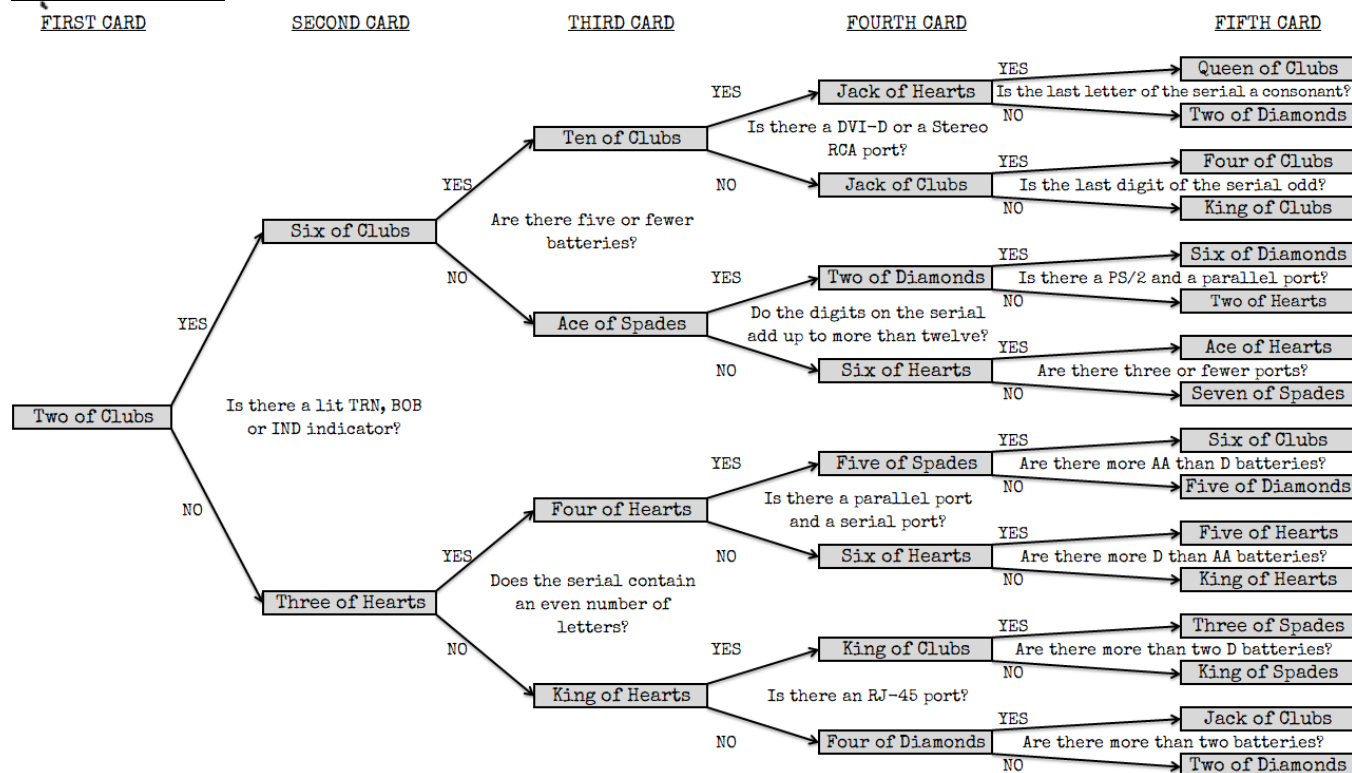 FIRST CARD
SECOND CARD
THIRD CARD
FOURTH CARD
FIFTH CARD
Two of Clubs
YES
NO
Is there a lit TRN, BOB
or IND indicator?
Six of Clubs
YES
NO
Are there five or fewer
batteries?
Three of Hearts
YES
NO
Does the serial contain
an even number of
letters?
Ten of Clubs
YES
NO
Is there a DVI-D or a Stereo
RCA port?
Ace of Spades
YES
NO
Do the digits on the serial
add up to more than twelve?
Four of Hearts
YES
NO
Is there a parallel port
and a serial port?
King of Hearts
YES
NO
Is there an RJ-45 port?
Jack of Hearts
YES
Is the last letter of the serial a consonant?
NO
Jack of Clubs
YES
Is the last digit of the serial odd?
NO
Two of Diamonds
YES
Is there a PS/2 and a parallel port?
NO
Six of Hearts
YES
Are there three or fewer ports?
NO
Five of Spades
YES
Are there more AA than D batteries?
NO
Six of Hearts
YES
Are there more D than AA batteries?
NO
King of Clubs
YES
Are there more than two D batteries?
NO
Four of Diamonds
YES
Are there more than two batteries?
NO
Queen of Clubs
Two of Diamonds
Four of Clubs
King of Clubs
Six of Diamonds
Two of Hearts
Ace of Hearts
Seven of Spades
Six of Clubs
Five of Diamonds
Five of Hearts
King of Hearts
Three of Spades
King of Spades
Jack of Clubs
Two of Diamonds